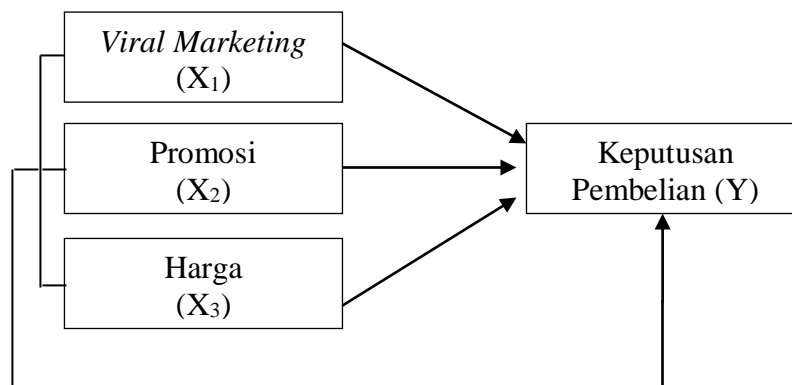 Viral Marketing
(X₁)
Promosi
(X₂)
Harga
(X₃)
Keputusan
Pembelian (Y)